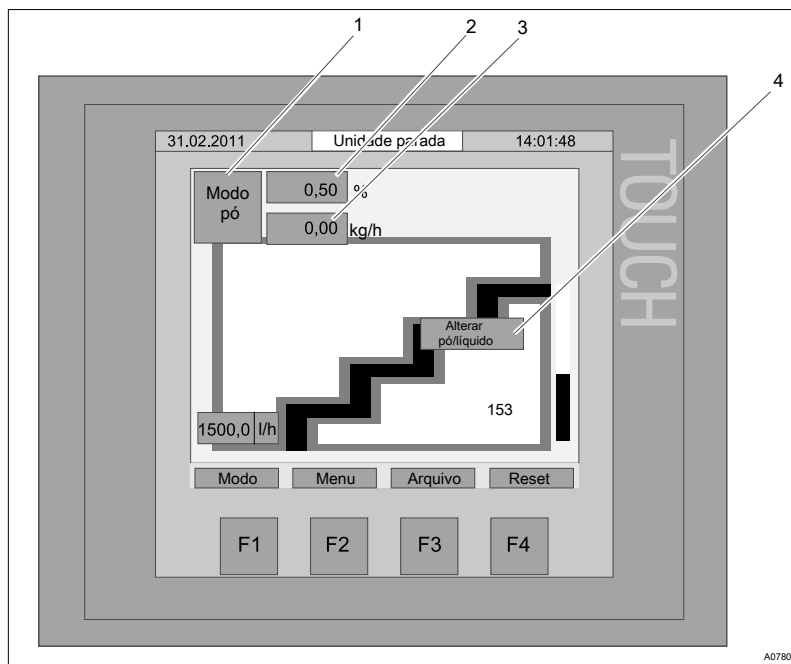 1
2
3
4
31.02.2011 Unidade parada 14:01:48
TOUCH
Modo
pó
0,50 %
0,00 kg/h
Alterar
pó/líquido
153
1500,0 l/h
Modo Menu Arquivo Reset
F1 F2 F3 F4
A0780